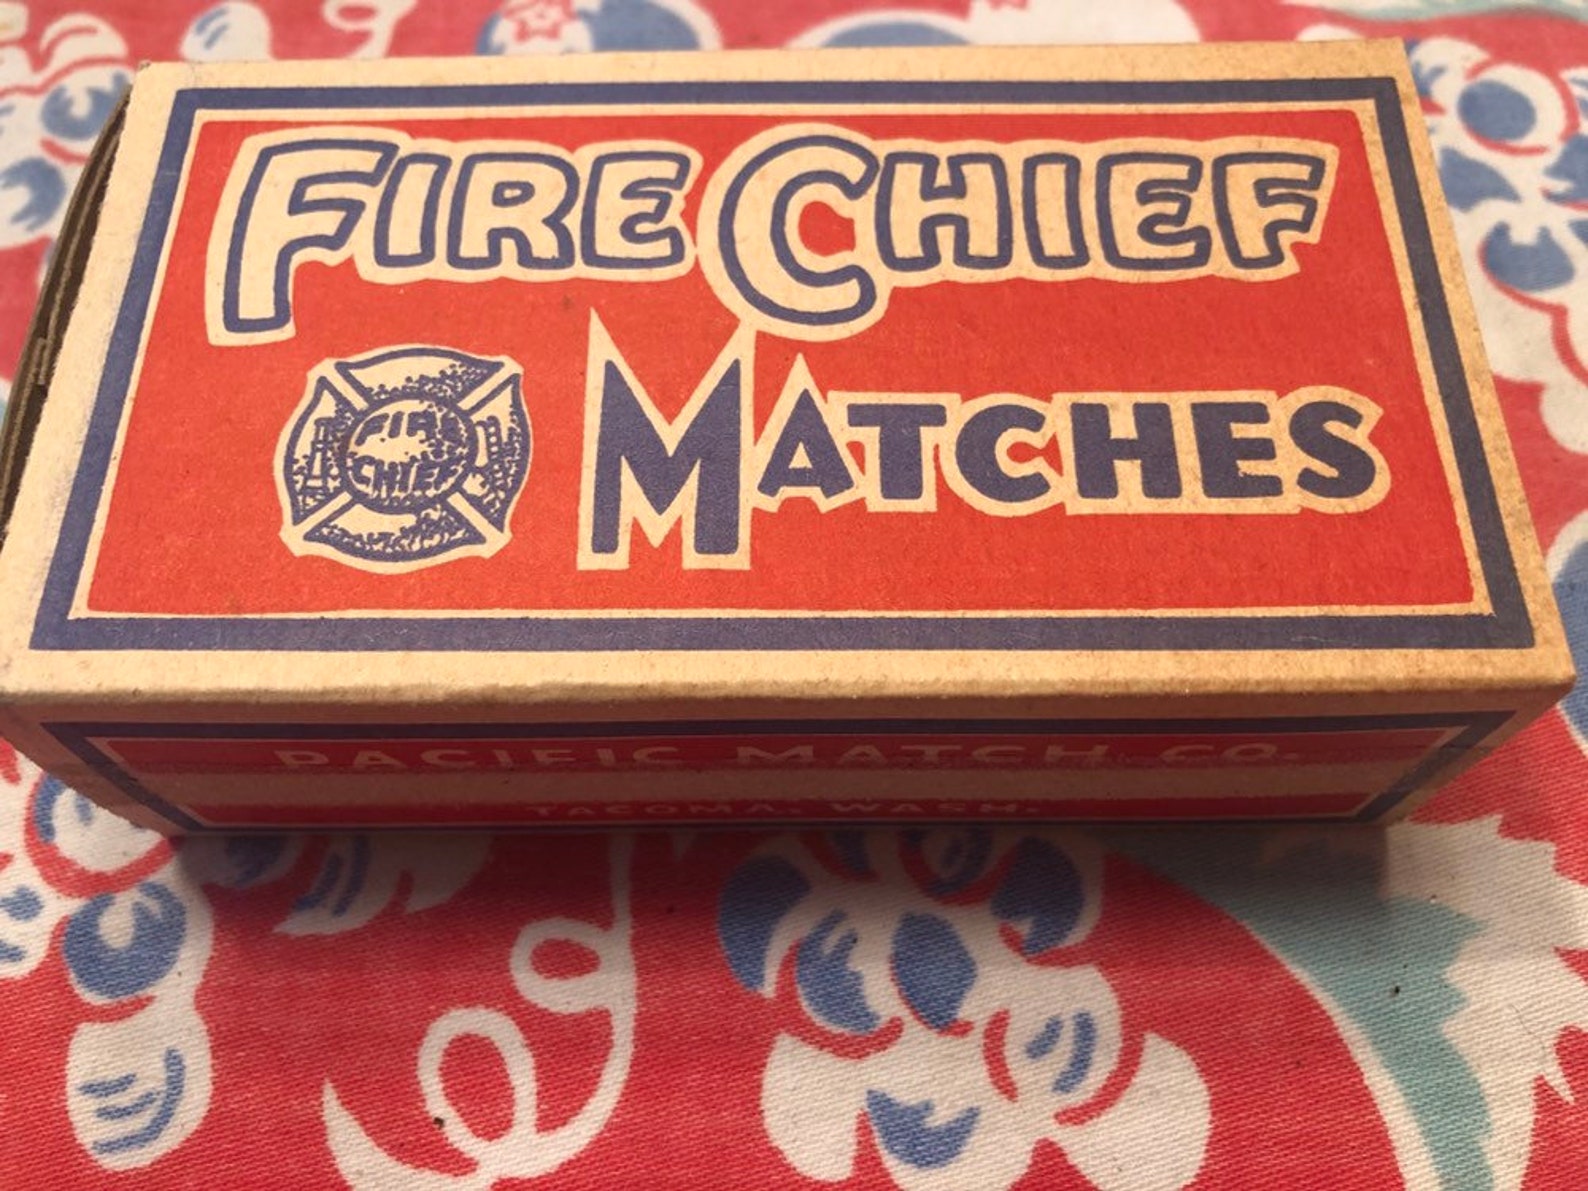 FIRE CHIEF
MATCHES
FIRE
CHIEF
PACIFIC MATCH CO.
TACOMA, WASH.